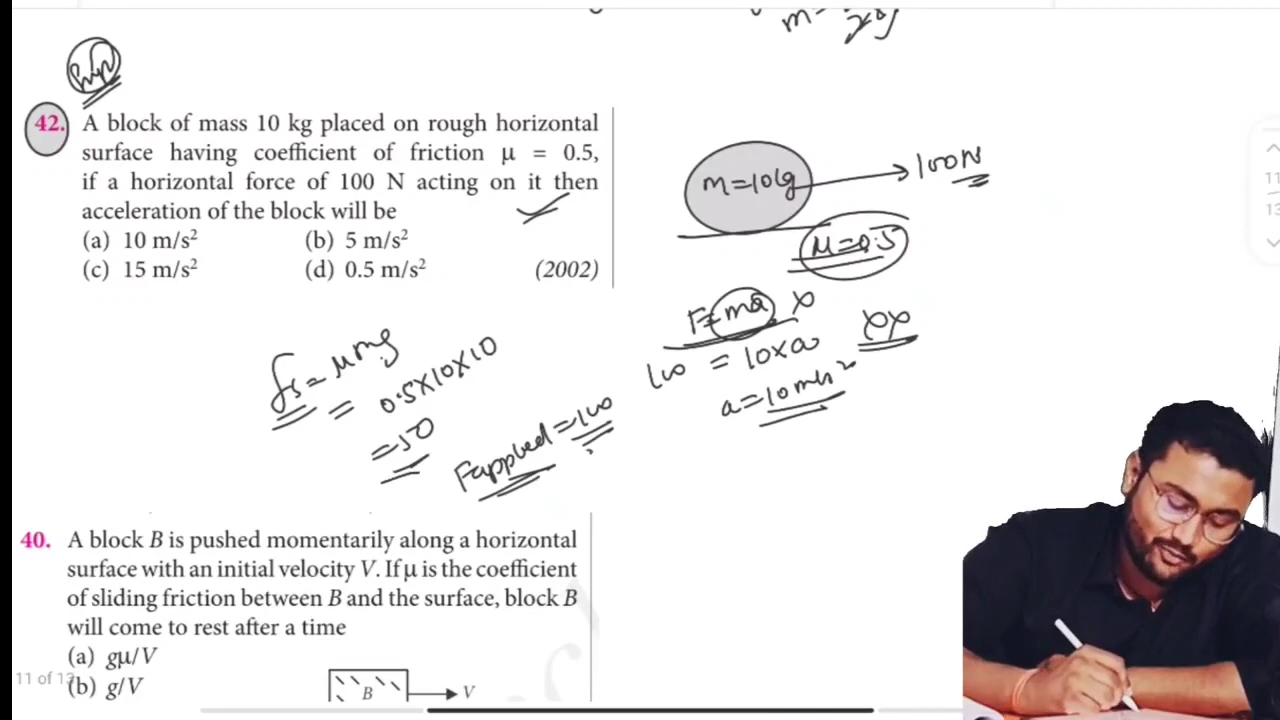 Imp
42. A block of mass 10 kg placed on rough horizontal
surface having coefficient of friction μ = 0.5,
if a horizontal force of 100 N acting on it then
acceleration of the block will be
(a) 10 m/s² (b) 5 m/s²
(c) 15 m/s² (d) 0.5 m/s² (2002)
m=10kg
100N
μ=0.5
F=ma x
100 = 10×a
a=10m/s²
fs=μmg
= 0.5×10×10
=50
Fapplied=100
40. A block B is pushed momentarily along a horizontal
surface with an initial velocity V. If μ is the coefficient
of sliding friction between B and the surface, block B
will come to rest after a time
(a) gμ/V
(b) g/V
B
V
11 of 13